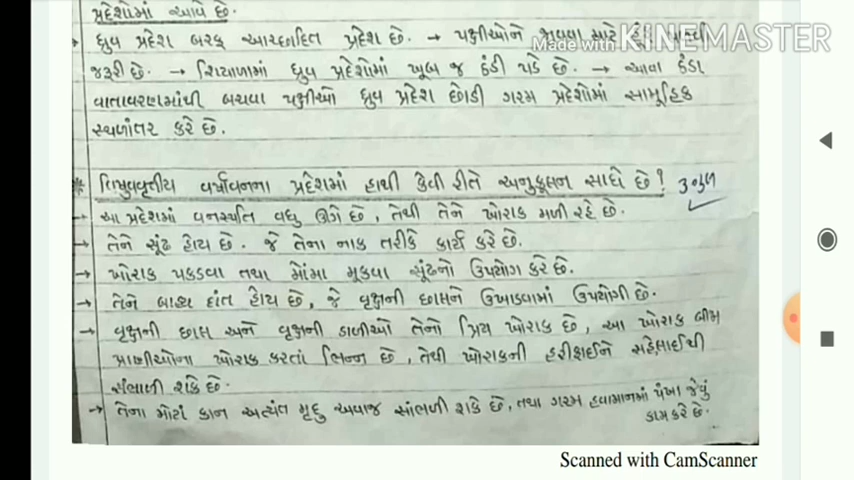 પ્રદેશોમાં આવે છે.
ધ્રુવ પ્રદેશ બરફ આચ્છાદિત પ્રદેશ છે. → પક્ષીઓને જીવવા માટે
Made with KINEMASTER
જરૂરી છે. → શિયાળામાં ધ્રુવ પ્રદેશોમાં ખૂબ જ ઠંડી પડે છે. → આવા ઠંડા
વાતાવરણમાંથી બચવા પક્ષીઓ ધ્રુવ પ્રદેશ છોડી ગરમ પ્રદેશોમાં સામૂહિક
સ્થળાંતર કરે છે.
* વિષુવવૃત્તીય વર્ષાવનના પ્રદેશમાં હાથી કેવી રીતે અનુકૂલન સાધે છે? ૩ ગુણ
→ આ પ્રદેશમાં વનસ્પતિ વધુ ઊગે છે, તેથી તેને ખોરાક મળી રહે છે.
→ તેને સૂંઢ હોય છે. જે તેના નાક તરીકે કાર્ય કરે છે.
→ ખોરાક પકડવા તથા મોંમા મૂકવા સૂંઢનો ઉપયોગ કરે છે.
→ તેને બાહ્ય દાંત હોય છે, જે વૃક્ષની છાલને ઉખાડવામાં ઉપયોગી છે.
→ વૃક્ષની છાલ અને વૃક્ષની ડાળીઓ તેનો પ્રિય ખોરાક છે, આ ખોરાક બીજા
પ્રાણીઓના ખોરાક કરતાં ભિન્ન છે, તેથી ખોરાકની હરીફાઈને સહેલાઈથી
સંભાળી શકે છે.
→ તેના મોટાં કાન અત્યંત મૃદુ અવાજ સાંભળી શકે છે, તથા ગરમ હવામાનમાં પંખા જેવું
કામ કરે છે.
Scanned with CamScanner